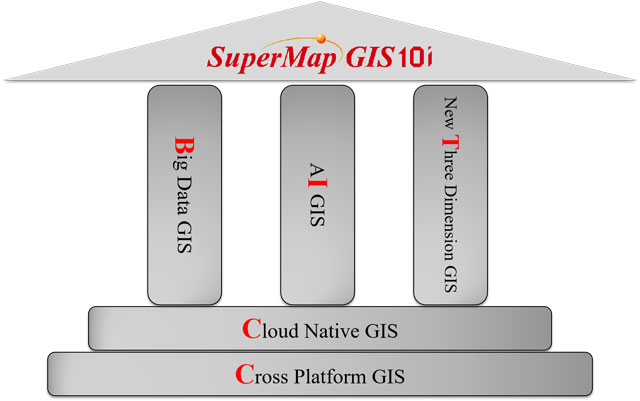 SuperMap GIS 10i
Big Data GIS
AI GIS
New Three Dimension GIS
Cloud Native GIS
Cross Platform GIS